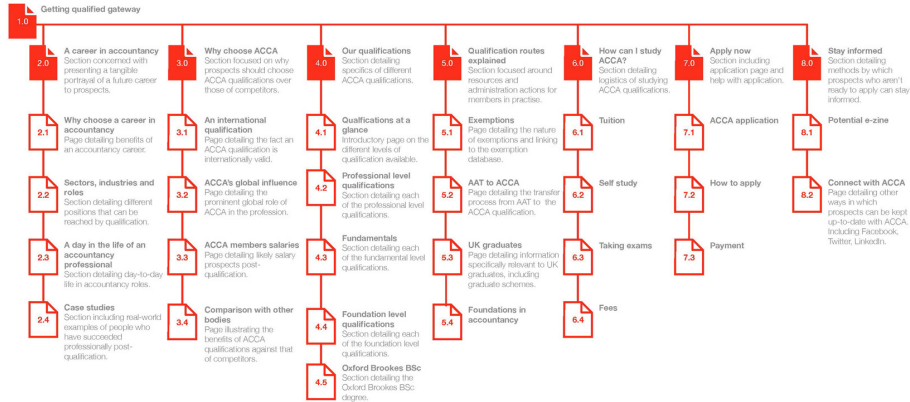 Getting qualified gateway
1.0
2.0
A career in accountancy
Section concerned with
presenting a tangible
portrayal of a future career
to prospects.
3.0
Why choose ACCA
Section focused on why
prospects should choose
ACCA qualifications over
those of competitors.
4.0
Our qualifications
Section detailing
specifics of different
ACCA qualifications.
5.0
Qualification routes
explained
Section focused around
resources and
administration actions for
members in practise.
6.0
How can I study
ACCA?
Section detailing
logistics of studying
ACCA qualifications.
7.0
Apply now
Section including
application page and
help with application.
8.0
Stay informed
Section detailing
methods by which
prospects who aren't
ready to apply can stay
informed.
2.1
Why choose a career in
accountancy
Page detailing benefits of
an accountancy career.
3.1
An international
qualification
Page detailing the fact an
ACCA qualification is
internationally valid.
4.1
Qualfications at a
glance
Introductory page on the
different levels of
qualification available.
5.1
Exemptions
Page detailing the nature
of exemptions and linking
to the exemption
database.
6.1
Tuition
7.1
ACCA application
8.1
Potential e-zine
2.2
Sectors, industries and
roles
Section detailing different
positions that can be
reached by qualification.
3.2
ACCA's global influence
Page detailing the
prominent global role of
ACCA in the profession.
4.2
Professional level
qualifications
Section detailing each
of the professional level
qualifications.
5.2
AAT to ACCA
Page detailing the transfer
process from AAT to the
ACCA qualification.
6.2
Self study
7.2
How to apply
8.2
Connect with ACCA
Page detailing other
ways in which
prospects can be kept
up-to-date with ACCA.
Including Facebook,
Twitter, LinkedIn.
2.3
A day in the life of an
accountancy
professional
Section detailing day-to-day
life in accountancy roles.
3.3
ACCA members salaries
Page detailing likely salary
prospects post-
qualification.
4.3
Fundamentals
Section detailing each
of the fundamental level
qualifications.
5.3
UK graduates
Page detailing information
specifically relevant to UK
graduates, including
graduate schemes.
6.3
Taking exams
7.3
Payment
2.4
Case studies
Section including real-world
examples of people who
have succeeded
professionally post-
qualification.
3.4
Comparison with other
bodies
Page illustrating the
benefits of ACCA
qualifications against that
of competitors.
4.4
Foundation level
qualifications
Section detailing each
of the foundation level
qualifications.
5.4
Foundations in
accountancy
6.4
Fees
4.5
Oxford Brookes BSc
Section detailing the
Oxford Brookes BSc
degree.